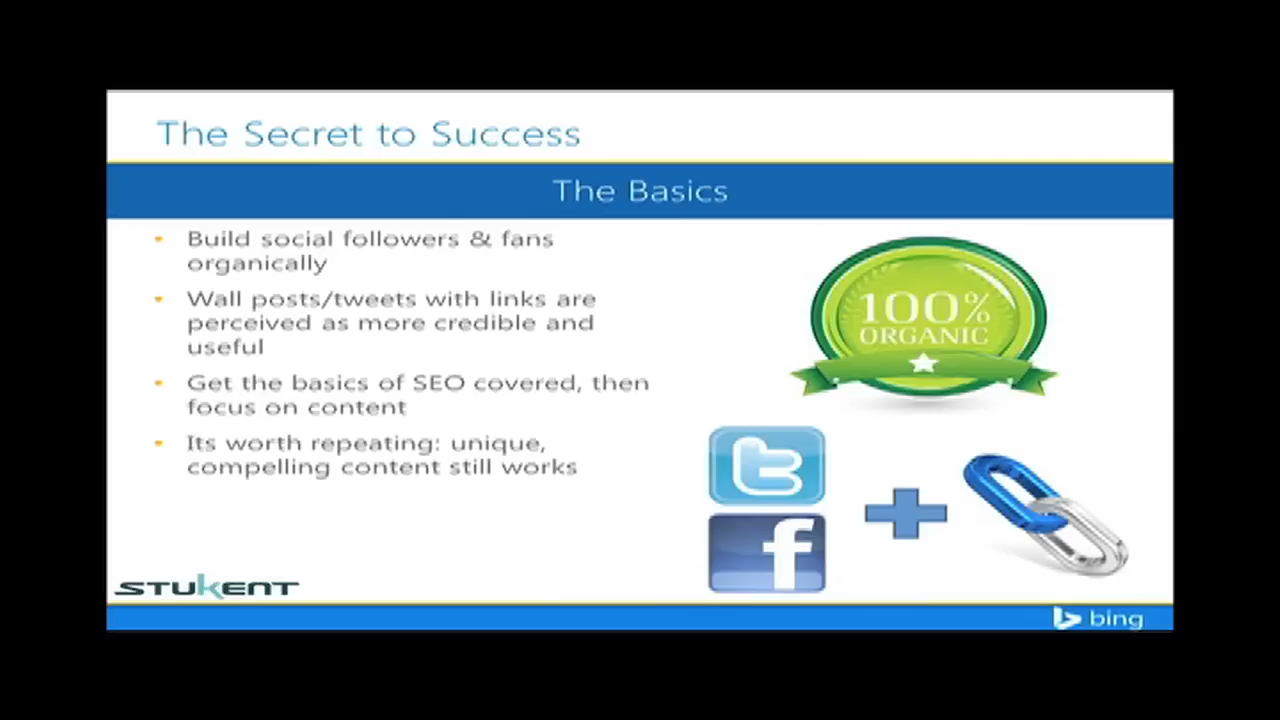 The Secret to Success
The Basics
• Build social followers & fans
organically
• Wall posts/tweets with links are
perceived as more credible and
useful
• Get the basics of SEO covered, then
focus on content
• Its worth repeating: unique,
compelling content still works
100%
ORGANIC
t
f
STUKENT
bing